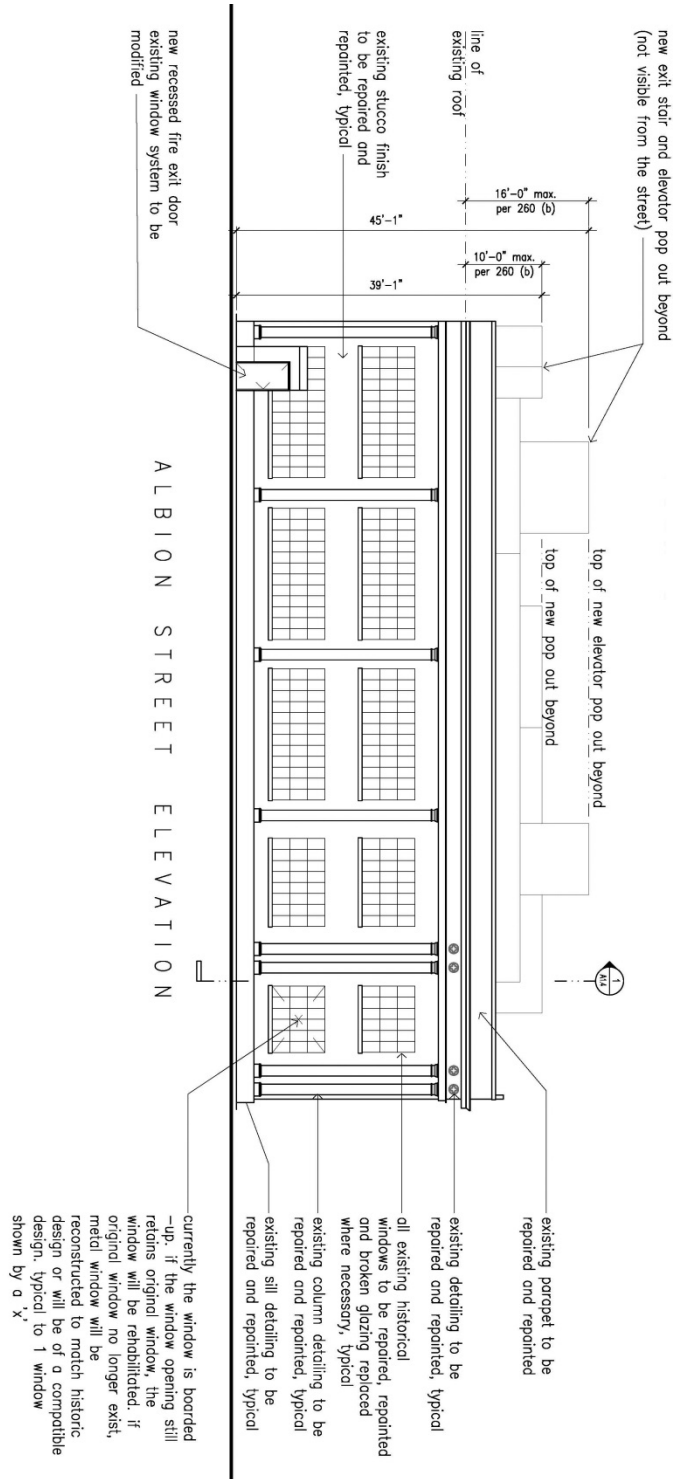 new exit stair and elevator pop out beyond
(not visible from the street)
line of
existing roof
existing stucco finish
to be repaired and
repainted, typical
new recessed fire exit door
existing window system to be
modified
16'-0" max.
per 260 (b)
45'-1"
10'-0" max.
per 260 (b)
39'-1"
top of new elevator pop out beyond
top of new pop out beyond
1
A1.4
existing parapet to be
repaired and repainted
existing detailing to be
repaired and repainted, typical
all existing historical
windows to be repaired, repainted
and broken glazing replaced
where necessary, typical
existing column detailing to be
repaired and repainted, typical
existing sill detailing to be
repaired and repainted, typical
currently the window is boarded
-up. if the window opening still
retains original window, the
window will be rehabilitated. if
original window no longer exist,
metal window will be
reconstructed to match historic
design or will be of a compatible
design. typical to 1 window
shown by a 'x'
ALBION STREET ELEVATION